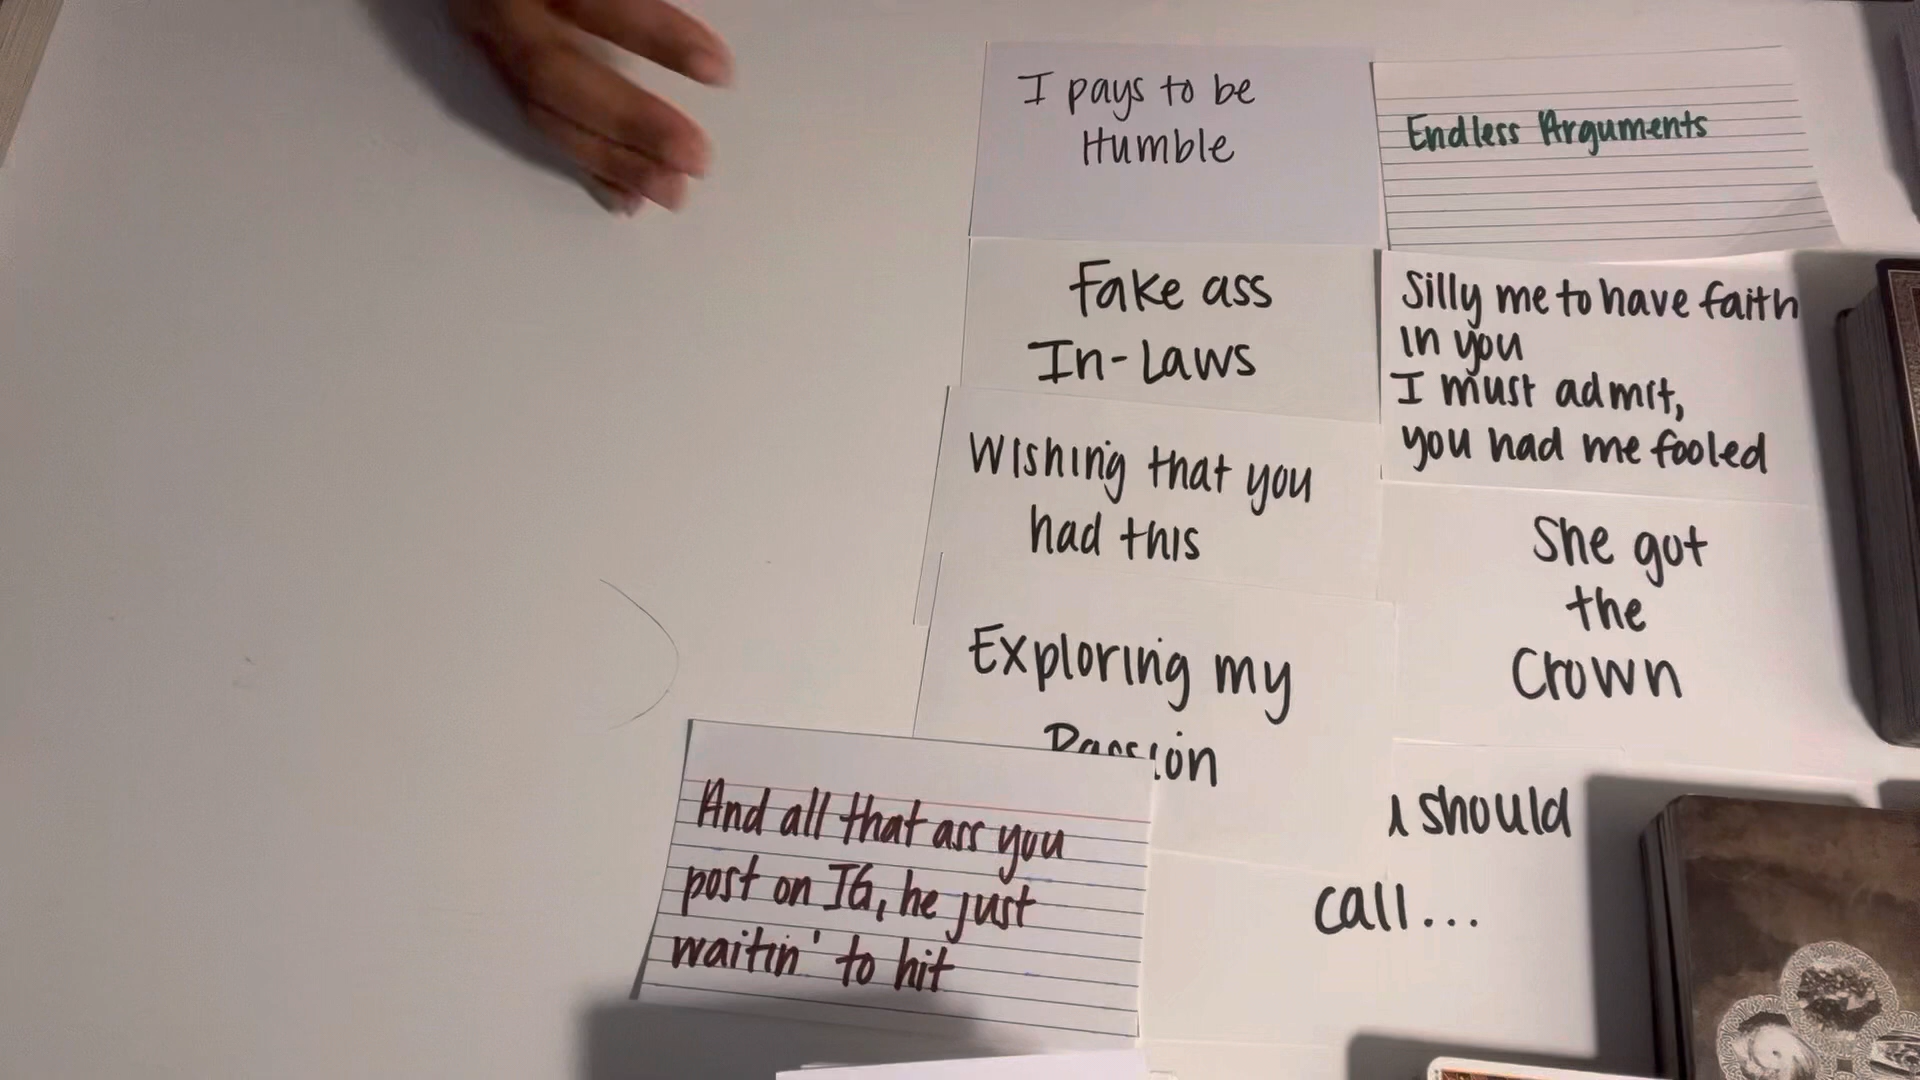 I pays to be
Humble
Endless Arguments
Fake ass
In-Laws
Silly me to have faith
in you
I must admit,
you had me fooled
Wishing that you
had this
She got
the
Crown
Exploring my
Passion
should
call...
And all that ass you
post on IG, he just
waitin' to hit